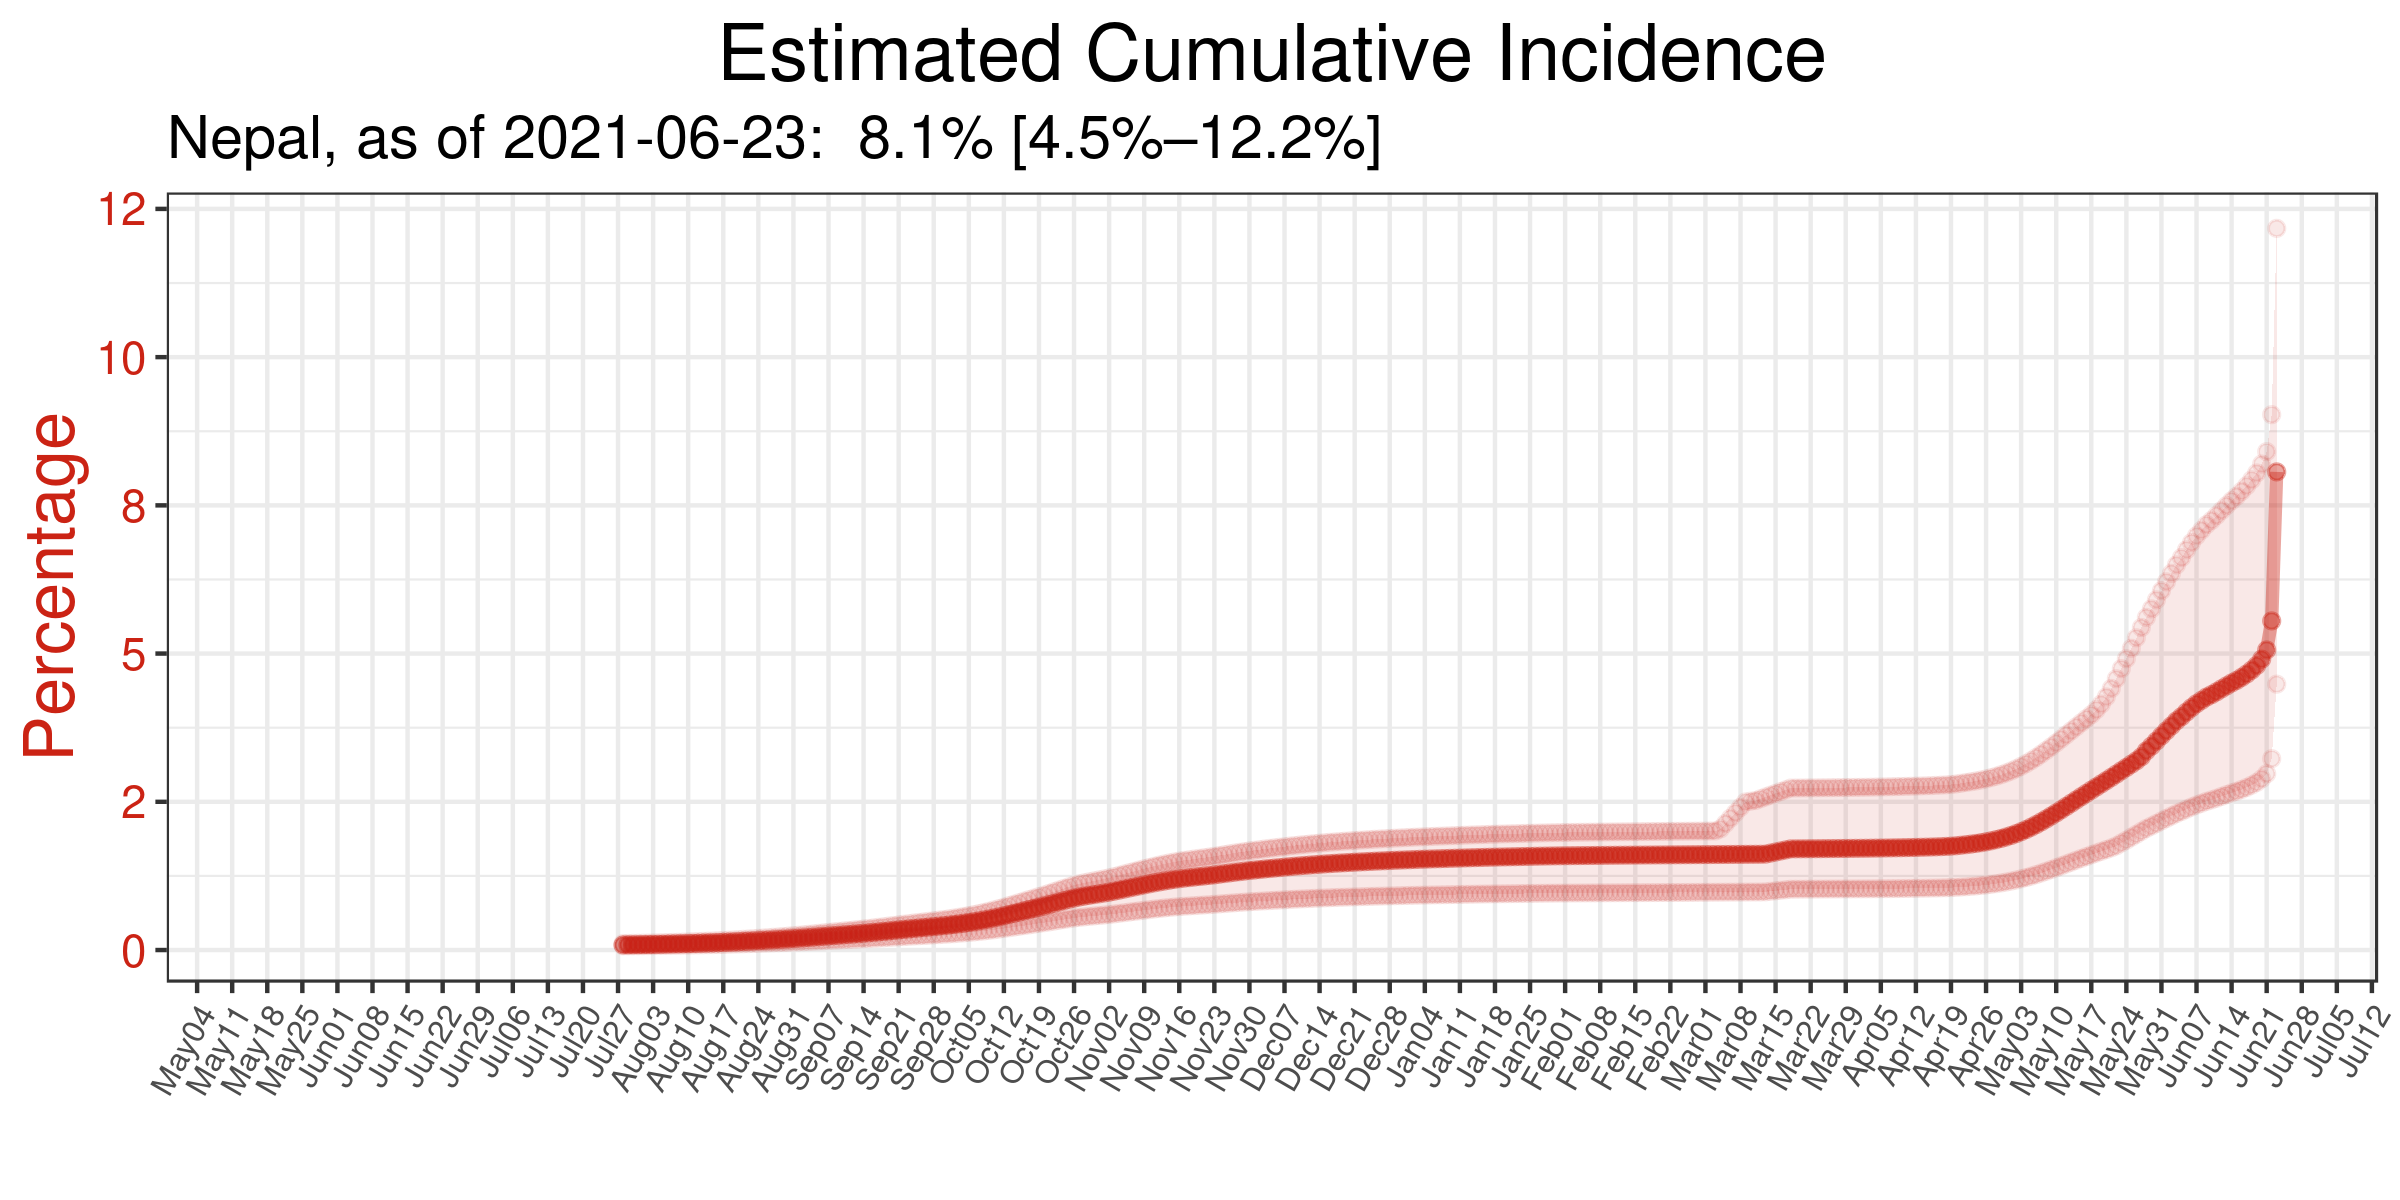 Estimated Cumulative Incidence
Nepal, as of 2021-06-23:  8.1% [4.5%–12.2%]
Percentage
12
10
8
5
2
0
May04
May11
May18
May25
Jun01
Jun08
Jun15
Jun22
Jun29
Jul06
Jul13
Jul20
Jul27
Aug03
Aug10
Aug17
Aug24
Aug31
Sep07
Sep14
Sep21
Sep28
Oct05
Oct12
Oct19
Oct26
Nov02
Nov09
Nov16
Nov23
Nov30
Dec07
Dec14
Dec21
Dec28
Jan04
Jan11
Jan18
Jan25
Feb01
Feb08
Feb15
Feb22
Mar08
Mar08
Mar15
Mar22
Mar29
Apr05
Apr12
Apr19
Apr26
May03
May10
May17
May24
May31
Jun07
Jun14
Jun21
Jun28
Jul05
Jul12